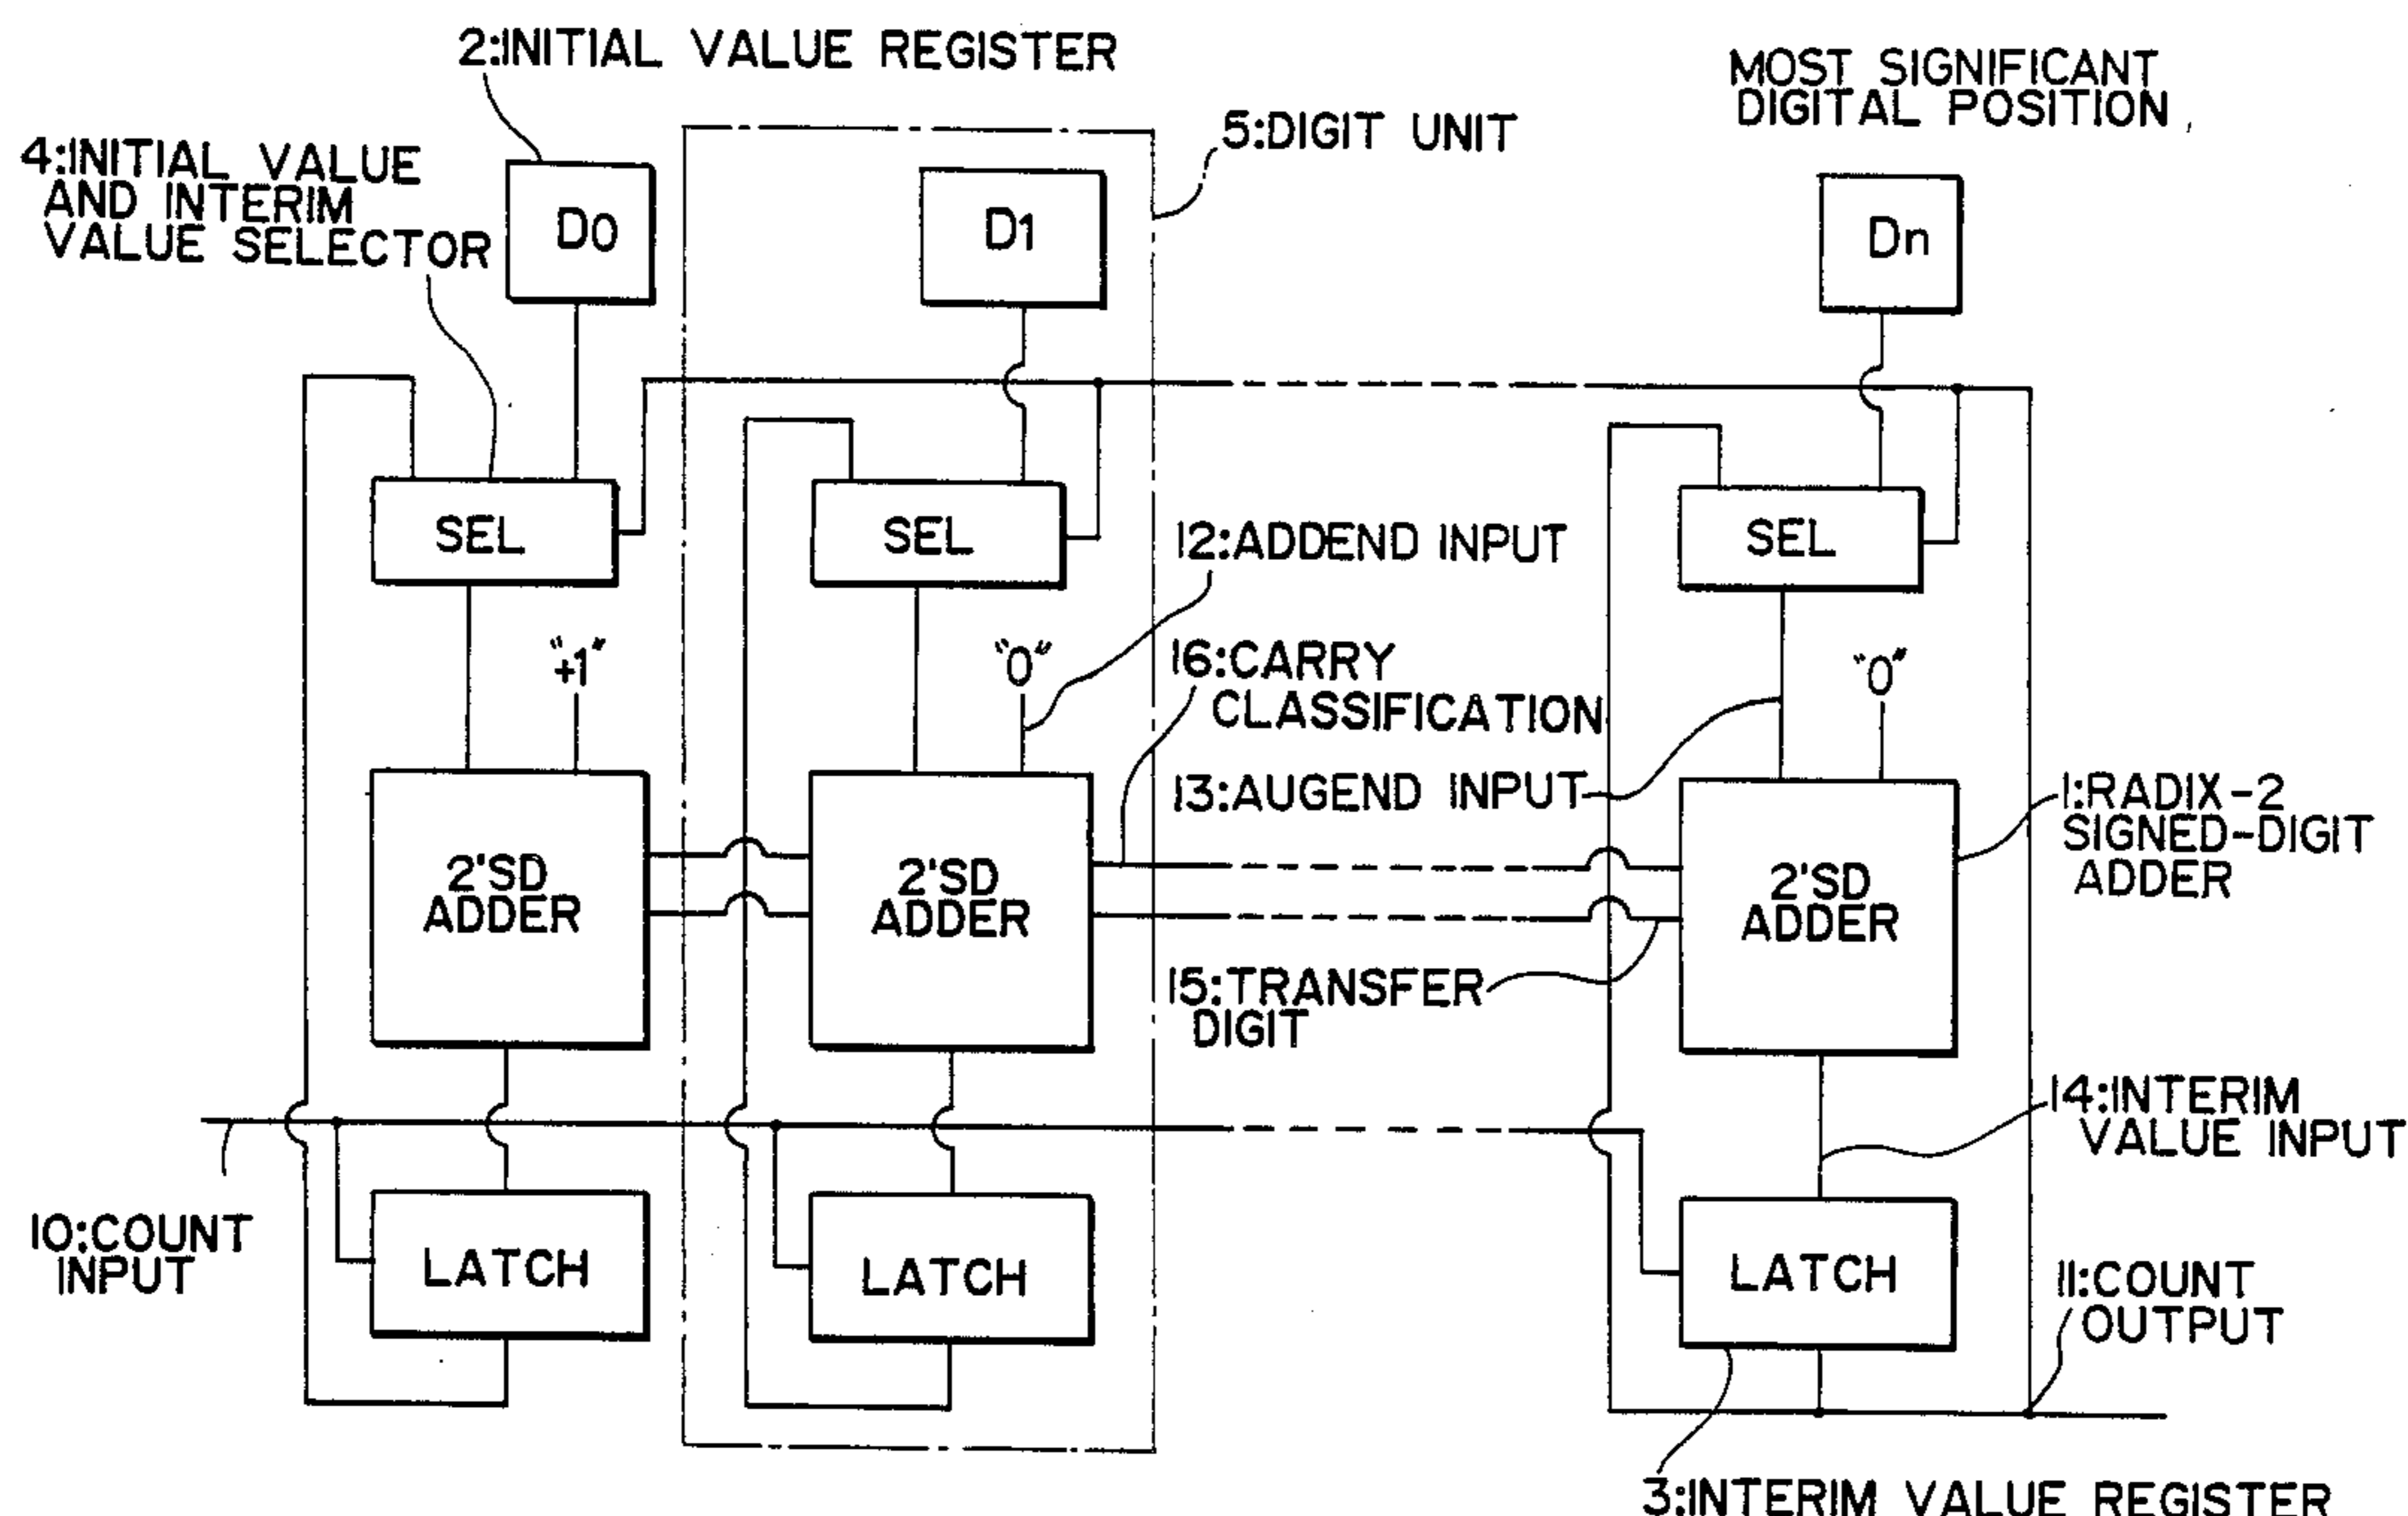 2:INITIAL VALUE REGISTER
MOST SIGNIFICANT
DIGITAL POSITION
4:INITIAL VALUE
AND INTERIM
VALUE SELECTOR
5:DIGIT UNIT
D0
D1
Dn
SEL
SEL
SEL
12:ADDEND INPUT
"+1"
"0"
"0"
16:CARRY
CLASSIFICATION
13:AUGEND INPUT
1:RADIX-2
SIGNED-DIGIT
ADDER
2'SD
ADDER
2'SD
ADDER
2'SD
ADDER
15:TRANSFER
DIGIT
14:INTERIM
VALUE INPUT
10:COUNT
INPUT
LATCH
LATCH
LATCH
11:COUNT
OUTPUT
3:INTERIM VALUE REGISTER